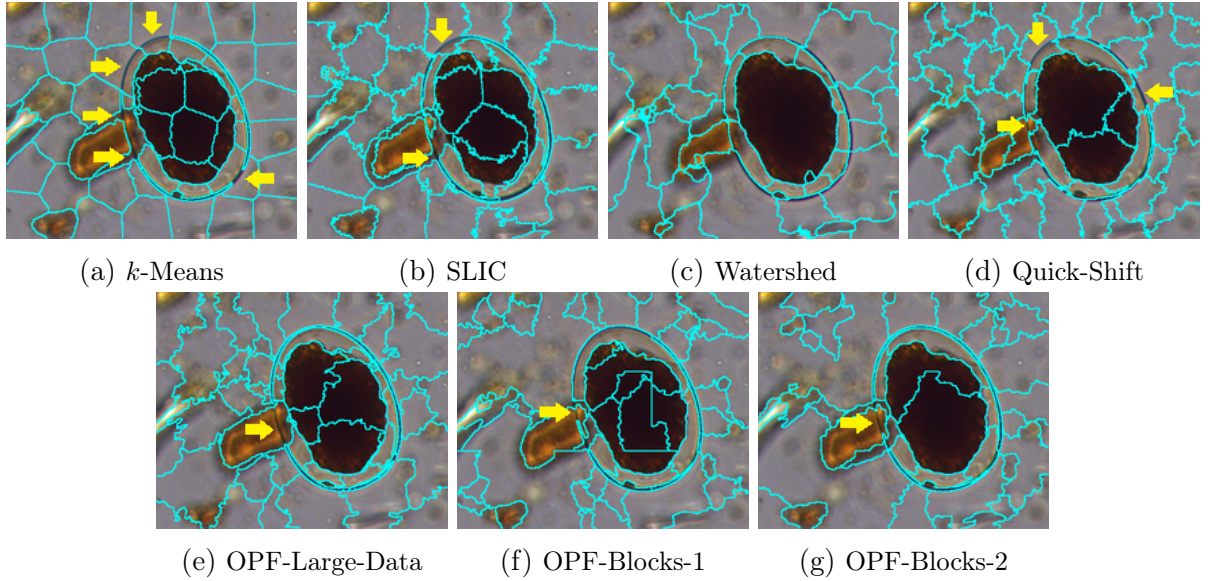 (a) k-Means
(b) SLIC
(c) Watershed
(d) Quick-Shift
(e) OPF-Large-Data
(f) OPF-Blocks-1
(g) OPF-Blocks-2